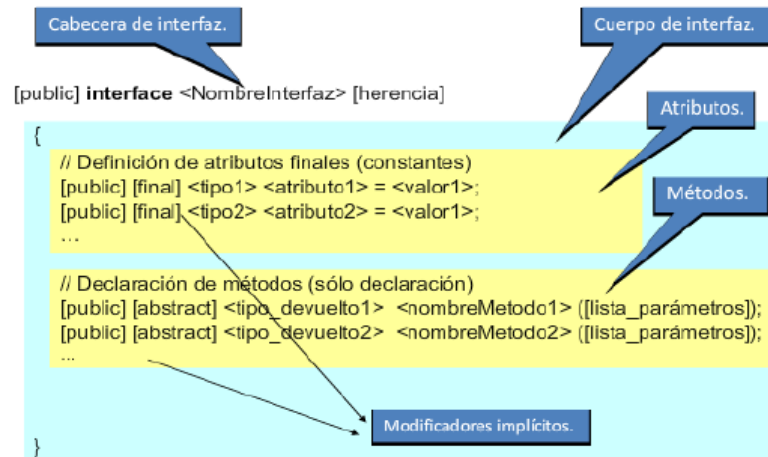 Cabecera de interfaz.
Cuerpo de interfaz.
[public] interface <NombreInterfaz> [herencia]
Atributos.
{
// Definición de atributos finales (constantes)
[public] [final] <tipo1> <atributo1> = <valor1>;
[public] [final] <tipo2> <atributo2> = <valor1>;
...
Métodos.
// Declaración de métodos (sólo declaración)
[public] [abstract] <tipo_devuelto1> <nombreMetodo1> ([lista_parámetros]);
[public] [abstract] <tipo_devuelto2> <nombreMetodo2> ([lista_parámetros]);
...
Modificadores implícitos.
}